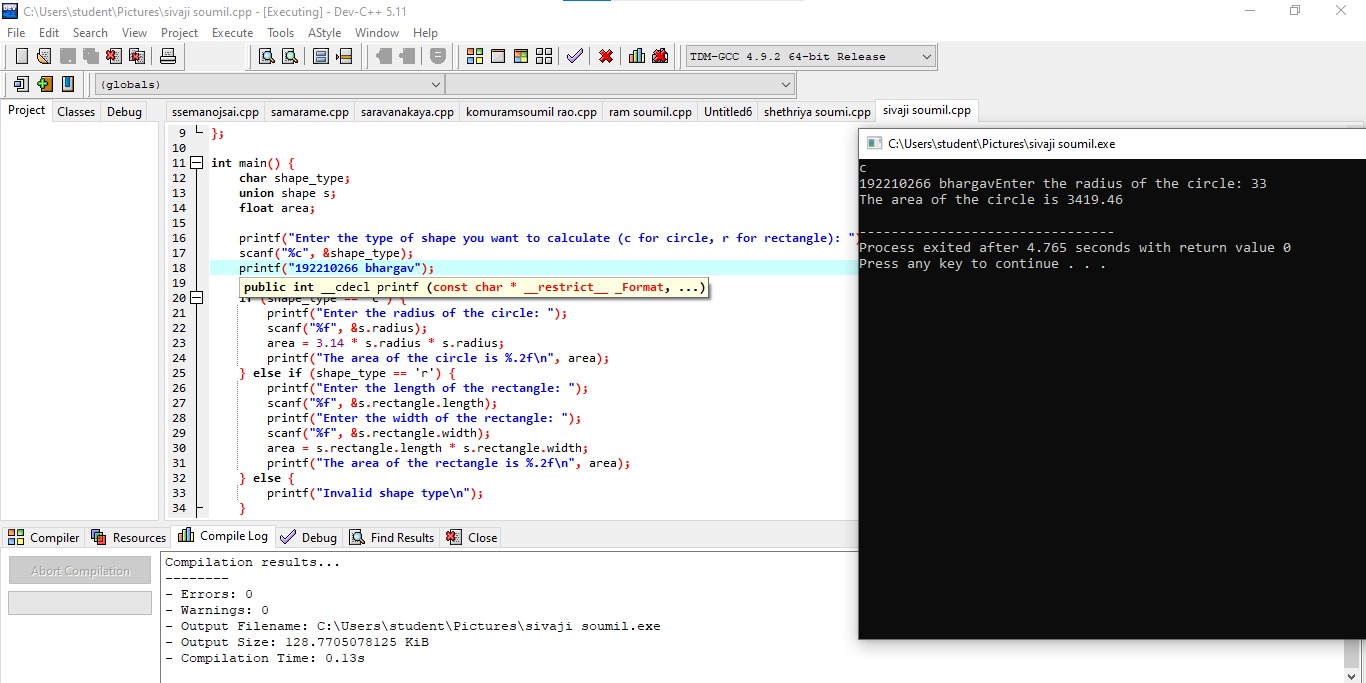 C:\Users\student\Pictures\sivaji soumil.cpp - [Executing] - Dev-C++ 5.11
File Edit Search View Project Execute Tools AStyle Window Help
TDM-GCC 4.9.2 64-bit Release
(globals)
Project Classes Debug
ssemanojsai.cpp samarame.cpp saravanakaya.cpp komuramsoumil rao.cpp ram soumil.cpp Untitled6 shethriya soumi.cpp sivaji soumil.cpp
9 };
10
11 int main() {
12 char shape_type;
13 union shape s;
14 float area;
15
16 printf("Enter the type of shape you want to calculate (c for circle, r for rectangle): "
17 scanf("%c", &shape_type);
18 printf("192210266 bhargav");
19
public int __cdecl printf (const char * __restrict__ _Format, ...)
20 if (shape_type == 'c') {
21 printf("Enter the radius of the circle: ");
22 scanf("%f", &s.radius);
23 area = 3.14 * s.radius * s.radius;
24 printf("The area of the circle is %.2f\n", area);
25 } else if (shape_type == 'r') {
26 printf("Enter the length of the rectangle: ");
27 scanf("%f", &s.rectangle.length);
28 printf("Enter the width of the rectangle: ");
29 scanf("%f", &s.rectangle.width);
30 area = s.rectangle.length * s.rectangle.width;
31 printf("The area of the rectangle is %.2f\n", area);
32 } else {
33 printf("Invalid shape type\n");
34 }
C:\Users\student\Pictures\sivaji soumil.exe
c
192210266 bhargavEnter the radius of the circle: 33
The area of the circle is 3419.46
--------------------------------
Process exited after 4.765 seconds with return value 0
Press any key to continue . . .
Compiler Resources Compile Log Debug Find Results Close
Abort Compilation
Compilation results...
--------
- Errors: 0
- Warnings: 0
- Output Filename: C:\Users\student\Pictures\sivaji soumil.exe
- Output Size: 128.7705078125 KiB
- Compilation Time: 0.13s